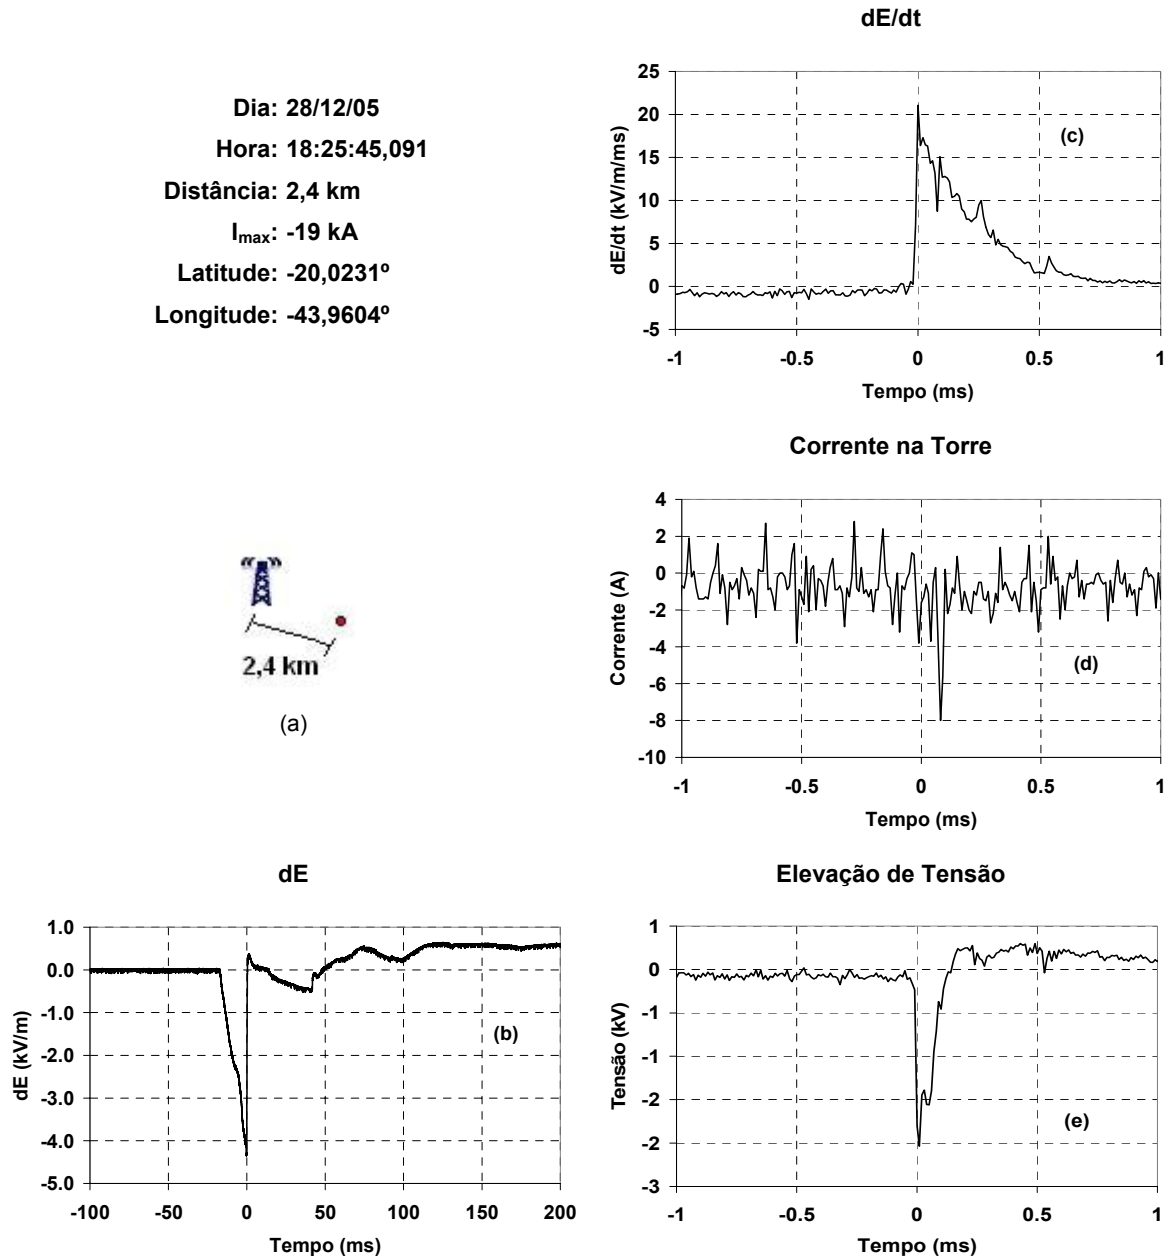 Dia: 28/12/05
Hora: 18:25:45,091
Distância: 2,4 km
Imax: -19 kA
Latitude: -20,0231º
Longitude: -43,9604º
2,4 km
(a)
dE/dt
dE/dt (kV/m/ms)
25
20
15
10
5
0
-5
(c)
-1
-0.5
0
0.5
1
Tempo (ms)
Corrente na Torre
Corrente (A)
4
2
0
-2
-4
-6
-8
-10
(d)
-1
-0.5
0
0.5
1
Tempo (ms)
dE
dE (kV/m)
1.0
0.0
-1.0
-2.0
-3.0
-4.0
-5.0
(b)
-100
-50
0
50
100
150
200
Tempo (ms)
Elevação de Tensão
Tensão (kV)
1
0
-1
-1
-2
-2
-3
(e)
-1
-0.5
0
0.5
1
Tempo (ms)